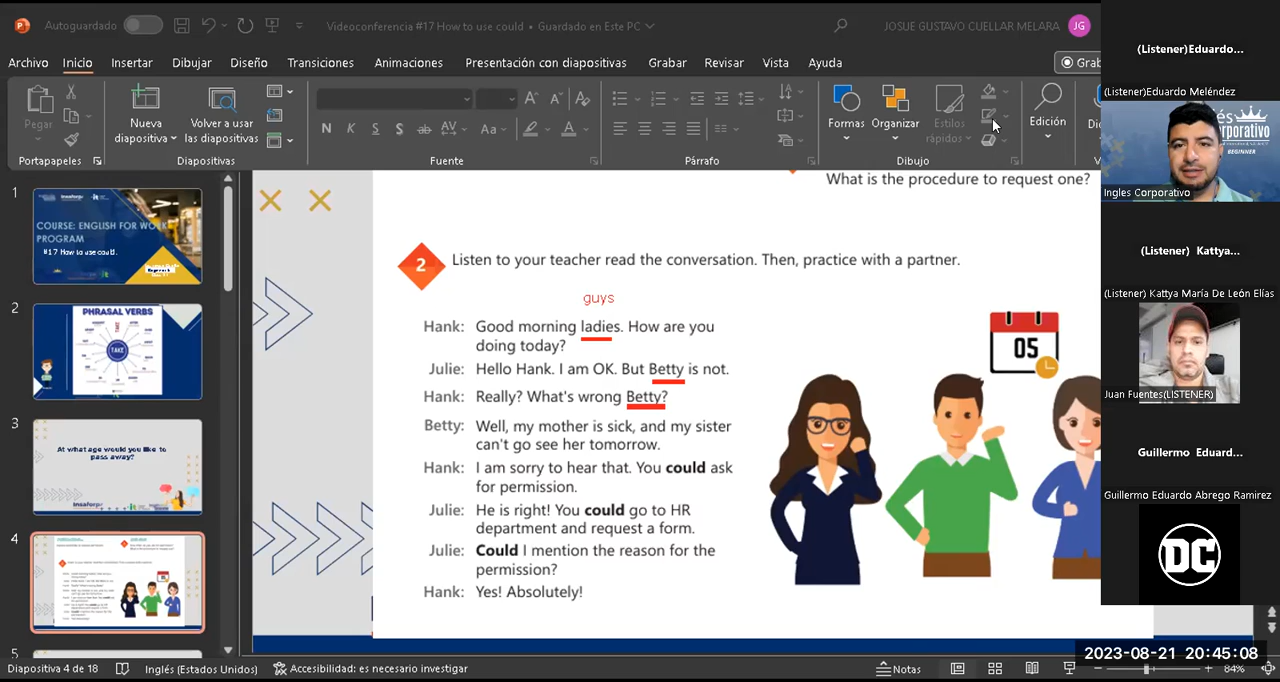 Autoguardado
Videoconferencia #17 How to use could • Guardado en Este PC
JOSUE GUSTAVO CUELLAR MELARA
JG
Archivo Inicio Insertar Dibujar Diseño Transiciones Animaciones Presentación con diapositivas Grabar Revisar Vista Ayuda
Grab
Pegar
Nueva diapositiva
Volver a usar las diapositivas
N K S S ab AV Aa A
Formas
Organizar
Estilos rápidos
Edición
Portapapeles
Diapositivas
Fuente
Párrafo
Dibujo
1
COURSE: ENGLISH FOR WORK
PROGRAM
#17 How to use could.
2
PHRASAL VERBS
TAKE
3
At what age would you like to
pass away?
Insaforp
4
5
What is the procedure to request one?
2
Listen to your teacher read the conversation. Then, practice with a partner.
guys
Hank: Good morning ladies. How are you
doing today?
Julie: Hello Hank. I am OK. But Betty is not.
Hank: Really? What's wrong Betty?
Betty: Well, my mother is sick, and my sister
can't go see her tomorrow.
Hank: I am sorry to hear that. You could ask
for permission.
Julie: He is right! You could go to HR
department and request a form.
Julie: Could I mention the reason for the
permission?
Hank: Yes! Absolutely!
05
(Listener)Eduardo...
(Listener)Eduardo Meléndez
és
corporativo
BEGINNER
Ingles Corporativo
(Listener) Kattya...
(Listener) Kattya María De León Elías
Juan Fuentes(LISTENER)
Guillermo Eduard...
Guillermo Eduardo Abrego Ramirez
DC
2023-08-21 20:45:08
Diapositiva 4 de 18
Inglés (Estados Unidos)
Accesibilidad: es necesario investigar
Notas
84%